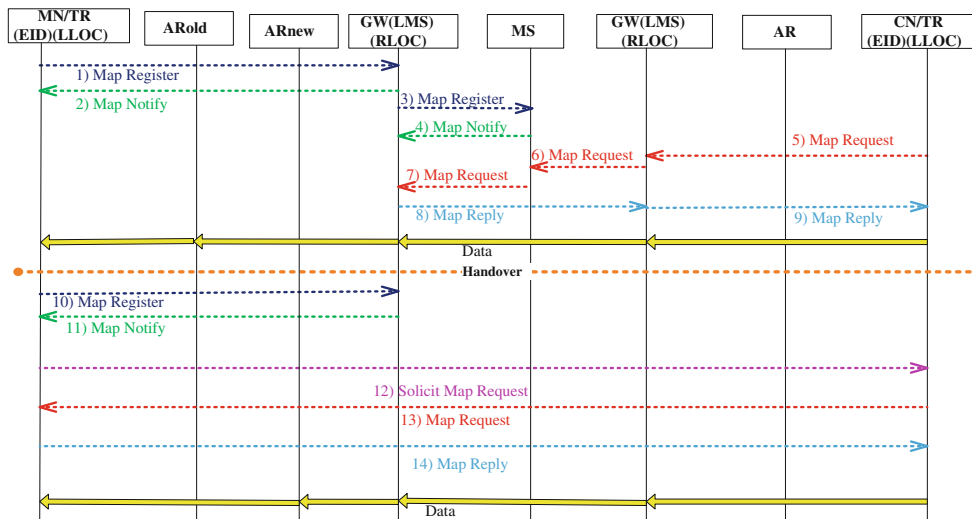 MN/TR
(EID)(LLOC)
ARold
ARnew
GW(LMS)
(RLOC)
MS
GW(LMS)
(RLOC)
AR
CN/TR
(EID)(LLOC)
1) Map Register
2) Map Notify
3) Map Register
4) Map Notify
5) Map Request
6) Map Request
7) Map Request
8) Map Reply
9) Map Reply
Data
Handover
10) Map Register
11) Map Notify
12) Solicit Map Request
13) Map Request
14) Map Reply
Data